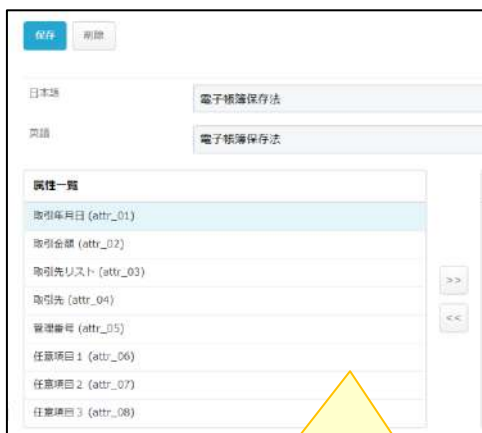 保存 削除
日本語 電子帳簿保存法
英語 電子帳簿保存法
属性一覧
取引年月日 (attr_01)
取引金額 (attr_02)
取引先リスト (attr_03)
>>
取引先 (attr_04)
<<
管理番号 (attr_05)
任意項目1 (attr_06)
任意項目2 (attr_07)
任意項目3 (attr_08)